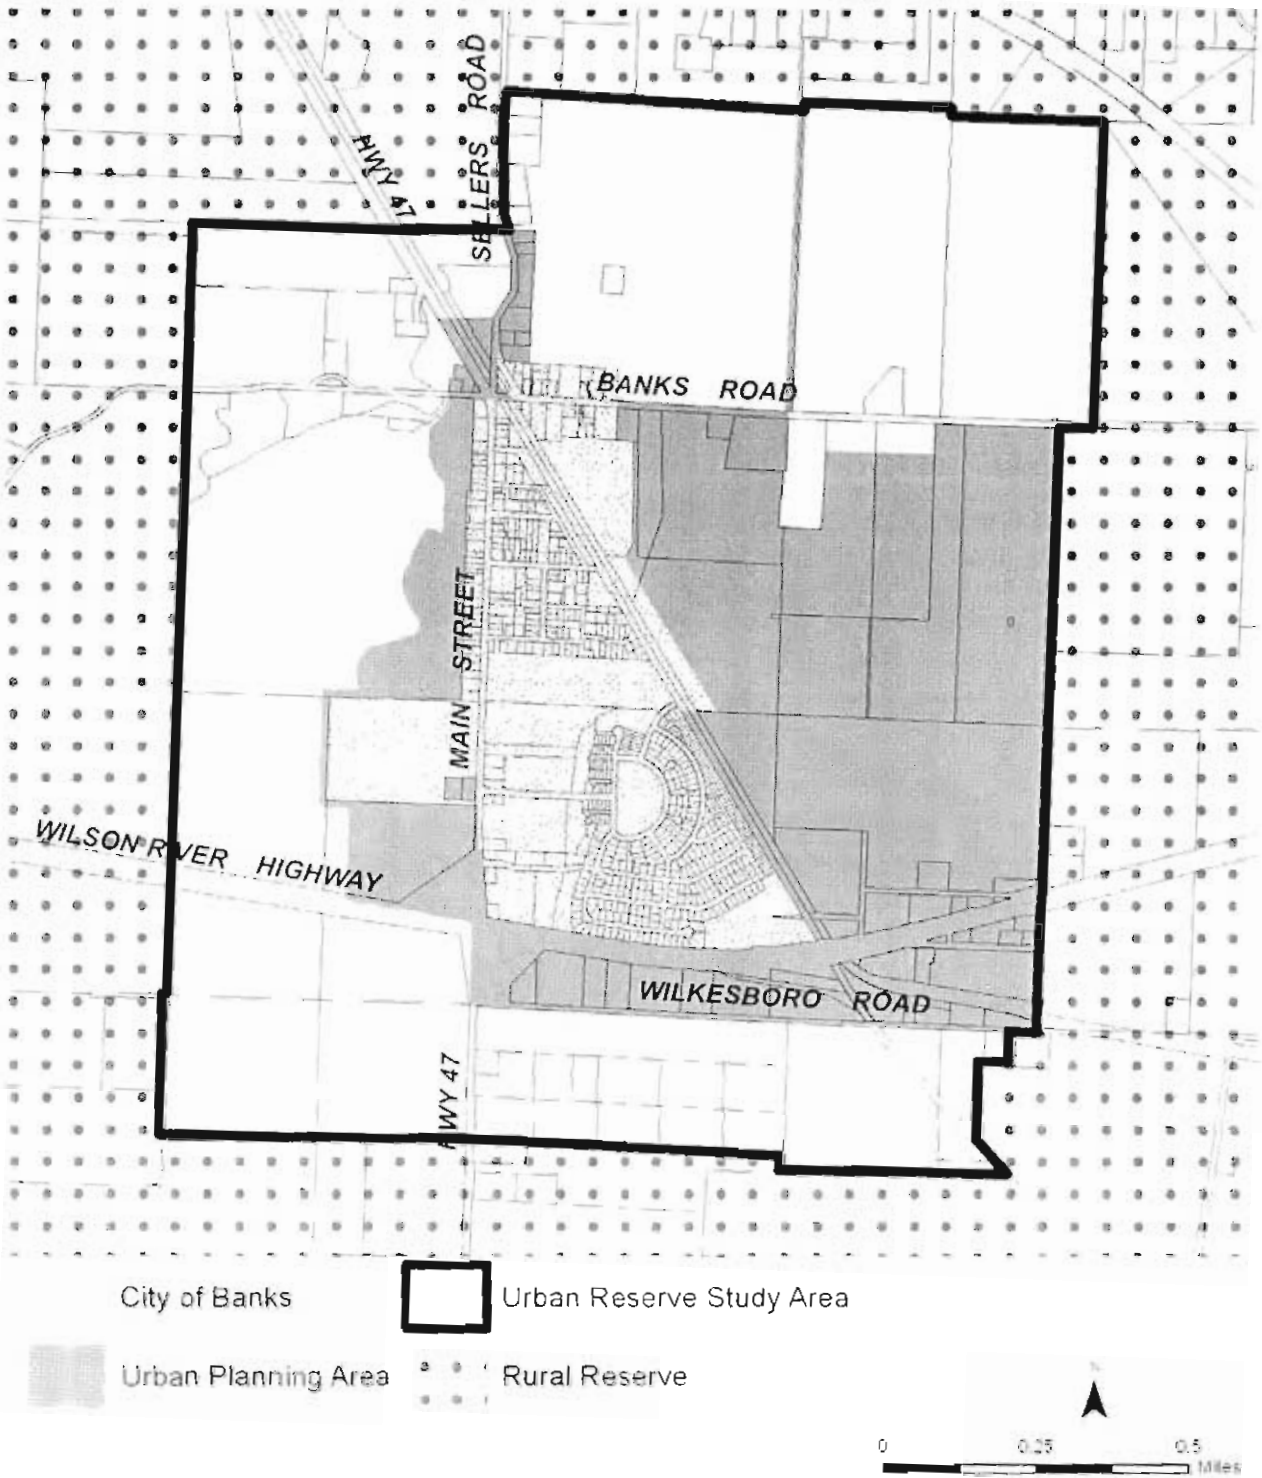 SELLERS ROAD
HWY 47
BANKS ROAD
MAIN STREET
WILSON RIVER HIGHWAY
WILKESBORO ROAD
HWY 47
City of Banks
Urban Reserve Study Area
Urban Planning Area
Rural Reserve
N
0 0.25 0.5
Miles